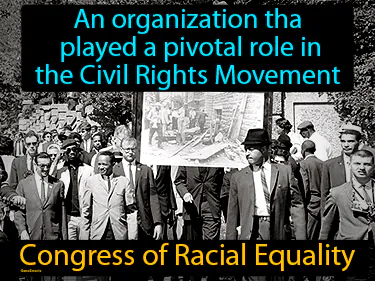 An organization tha
played a pivotal role in
the Civil Rights Movement
Congress of Racial Equality